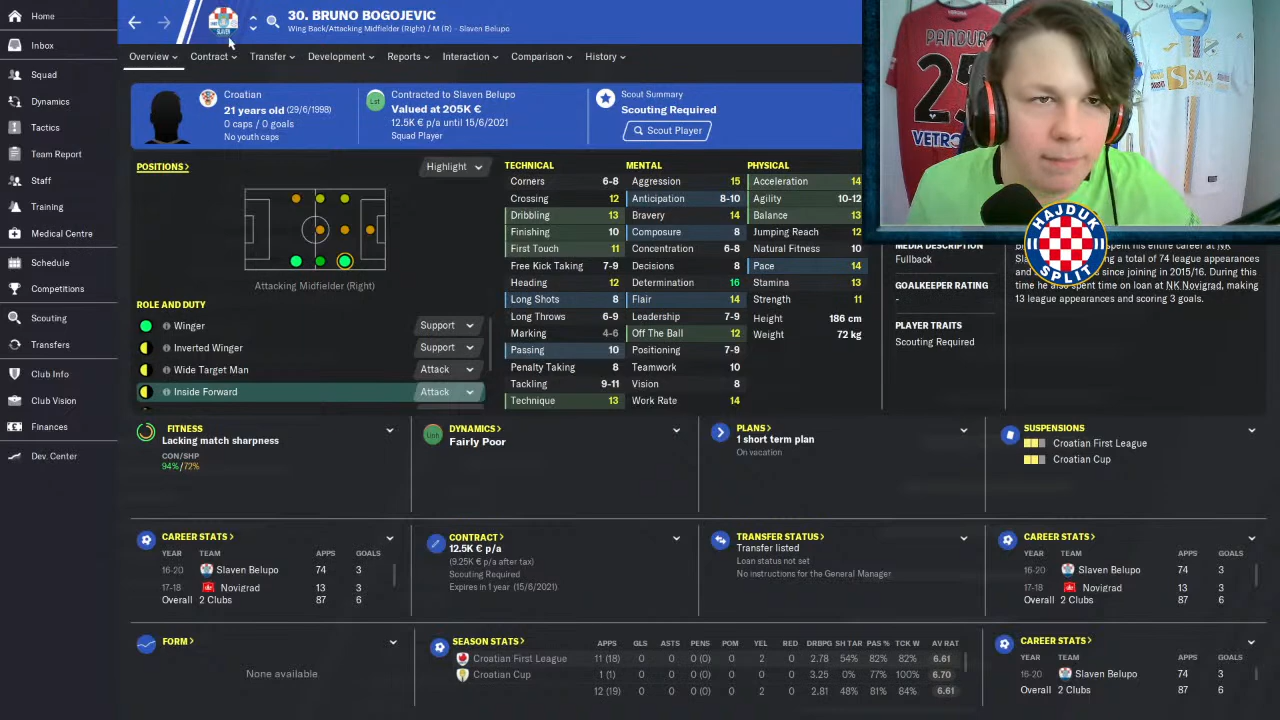 Home
Inbox
Squad
Dynamics
Tactics
Team Report
Staff
Training
Medical Centre
Schedule
Competitions
Scouting
Transfers
Club Info
Club Vision
Finances
Dev. Center
30. BRUNO BOGOJEVIC
Wing Back/Attacking Midfielder (Right) / M (R) - Slaven Belupo
Overview
Contract
Transfer
Development
Reports
Interaction
Comparison
History
Croatian
21 years old (29/6/1998)
0 caps / 0 goals
No youth caps
Lst
Contracted to Slaven Belupo
Valued at 205K €
12.5K € p/a until 15/6/2021
Squad Player
Scout Summary
Scouting Required
Scout Player
POSITIONS >
Highlight
Attacking Midfielder (Right)
ROLE AND DUTY
Winger Support
Inverted Winger Support
Wide Target Man Attack
Inside Forward Attack
TECHNICAL
Corners 6-8
Crossing 12
Dribbling 13
Finishing 10
First Touch 11
Free Kick Taking 7-9
Heading 12
Long Shots 8
Long Throws 6-9
Marking 4-6
Passing 10
Penalty Taking 8
Tackling 9-11
Technique 13
MENTAL
Aggression 15
Anticipation 8-10
Bravery 14
Composure 8
Concentration 6-8
Decisions 8
Determination 16
Flair 14
Leadership 7-9
Off The Ball 12
Positioning 7-9
Teamwork 10
Vision 8
Work Rate 14
PHYSICAL
Acceleration 14
Agility 10-12
Balance 13
Jumping Reach 12
Natural Fitness 10
Pace 14
Stamina 13
Strength 11
Height 186 cm
Weight 72 kg
MEDIA DESCRIPTION
Fullback
GOALKEEPER RATING
-
PLAYER TRAITS
Scouting Required
spent his entire career at NK
a total of 74 league appearances
since joining in 2015/16. During this
time he also spent time on loan at NK Novigrad, making
13 league appearances and scoring 3 goals.
PANDUR
25
VETRO
SAVA
HAJDUK
SPLIT
FITNESS
Lacking match sharpness
CON/SHP
94%/72%
Unh
DYNAMICS >
Fairly Poor
PLANS >
1 short term plan
On vacation
SUSPENSIONS
Croatian First League
Croatian Cup
CAREER STATS >
YEAR TEAM APPS GOALS
16-20 Slaven Belupo 74 3
17-18 Novigrad 13 3
Overall 2 Clubs 87 6
CONTRACT >
12.5K € p/a
(9.25K € p/a after tax)
Scouting Required
Expires in 1 year (15/6/2021)
TRANSFER STATUS >
Transfer listed
Loan status not set
No instructions for the General Manager
CAREER STATS >
YEAR TEAM APPS GOALS
16-20 Slaven Belupo 74 3
17-18 Novigrad 13 3
Overall 2 Clubs 87 6
FORM >
None available
SEASON STATS > APPS GLS ASTS PENS POM YEL RED DRBPG SH TAR PAS % TCK W AV RAT
Croatian First League 11 (18) 0 0 0 (0) 0 2 0 2.78 54% 82% 82% 6.61
Croatian Cup 1 (1) 0 0 0 (0) 0 0 0 3.25 0% 77% 100% 6.70
12 (19) 0 0 0 (0) 0 2 0 2.81 48% 81% 84% 6.61
CAREER STATS >
YEAR TEAM APPS GOALS
16-20 Slaven Belupo 74 3
Overall 2 Clubs 87 6